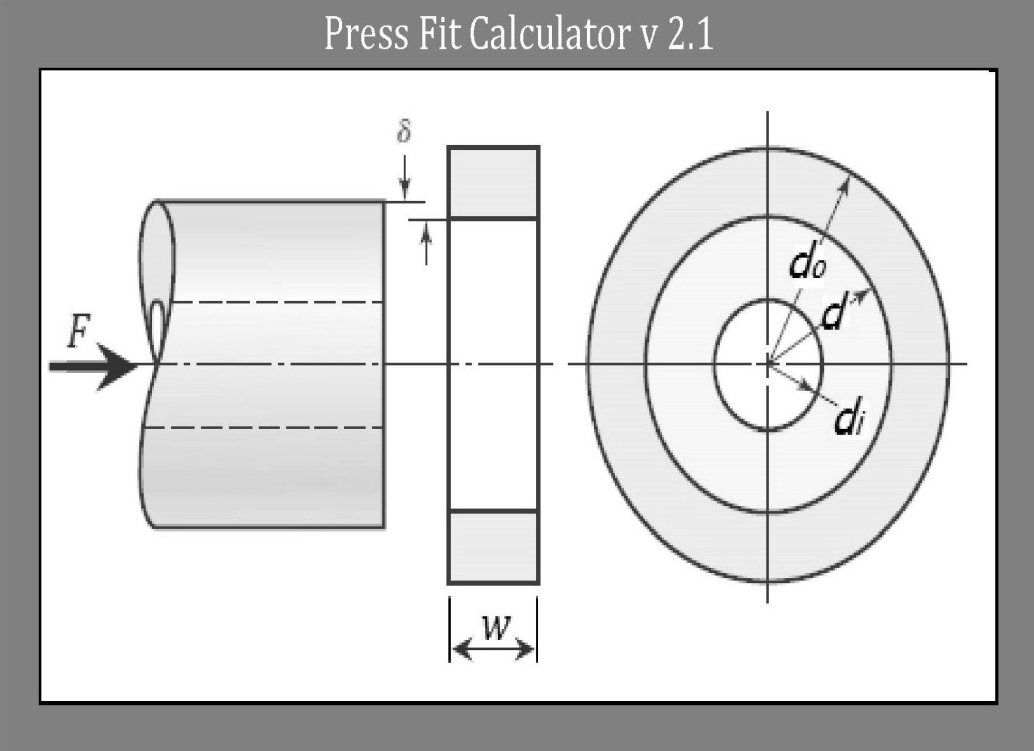 Press Fit Calculator v 2.1
δ
do
d
F
di
w